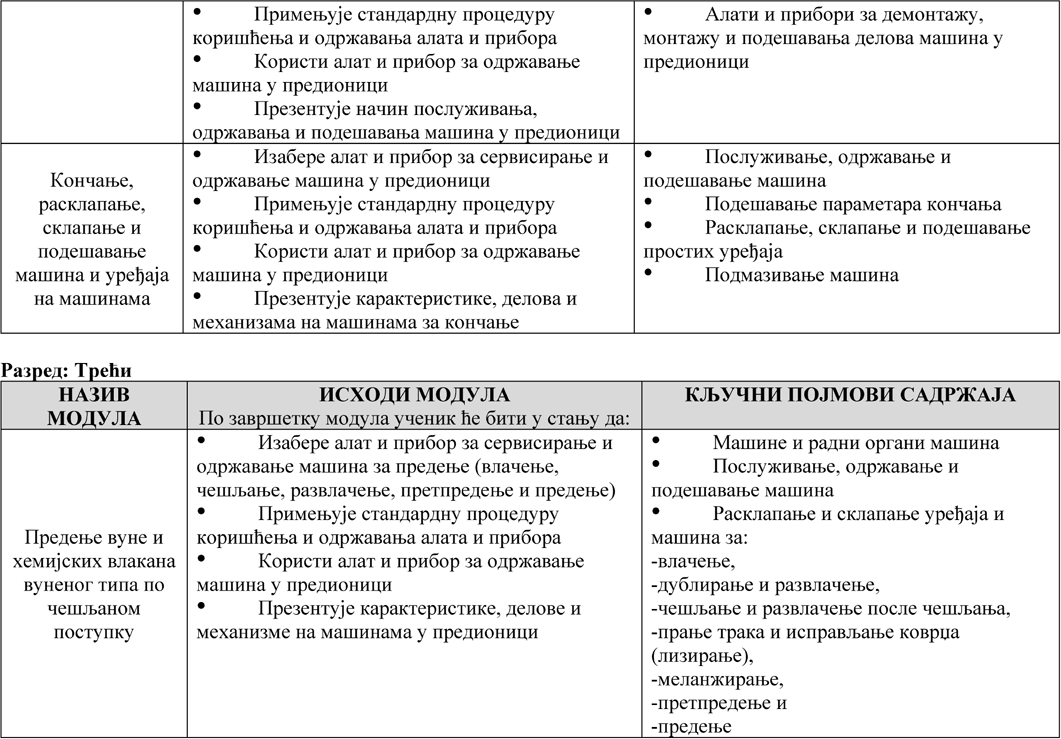 • Примењује стандардну процедуру
коришћења и одржавања алата и прибора
• Користи алат и прибор за одржавање
машина у предионици
• Презентује начин послуживања,
одржавања и подешавања машина у предионици
• Алати и прибори за демонтажу,
монтажу и подешавања делова машина у
предионици
Кончање,
расклапање,
склапање и
подешавање
машина и уређаја
на машинама
• Изабере алат и прибор за сервисирање и
одржавање машина у предионици
• Примењује стандардну процедуру
коришћења и одржавања алата и прибора
• Користи алат и прибор за одржавање
машина у предионици
• Презентује карактеристике, делова и
механизама на машинама за кончање
• Послуживање, одржавање и
подешавање машина
• Подешавање параметара кончања
• Расклапање, склапање и подешавање
простих уређаја
• Подмазивање машина
Разред: Трећи
НАЗИВ
МОДУЛА
ИСХОДИ МОДУЛА
По завршетку модула ученик ће бити у стању да:
КЉУЧНИ ПОЈМОВИ САДРЖАЈА
Предење вуне и
хемијских влакана
вуненог типа по
чешљаном
поступку
• Изабере алат и прибор за сервисирање и
одржавање машина за предење (влачење,
чешљање, развлачење, претпредење и предење)
• Примењује стандардну процедуру
коришћења и одржавања алата и прибора
• Користи алат и прибор за одржавање
машина у предионици
• Презентује карактеристике, делове и
механизме на машинама у предионици
• Машине и радни органи машина
• Послуживање, одржавање и
подешавање машина
• Расклапање и склапање уређаја и
машина за:
-влачење,
-дублирање и развлачење,
-чешљање и развлачење после чешљања,
-прање трака и исправљање коврџа
(лизирање),
-меланжирање,
-претпредење и
-предење